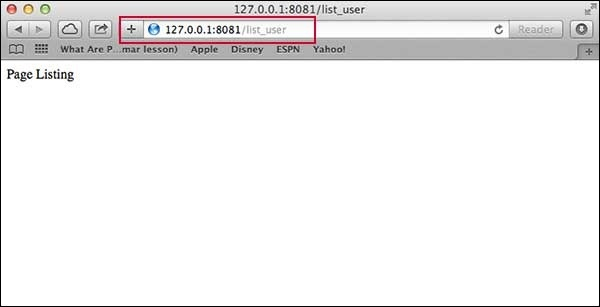 127.0.0.1:8081/list_user
127.0.0.1:8081/list_user Reader
What Are P...mar lesson) Apple Disney ESPN Yahoo!
Page Listing